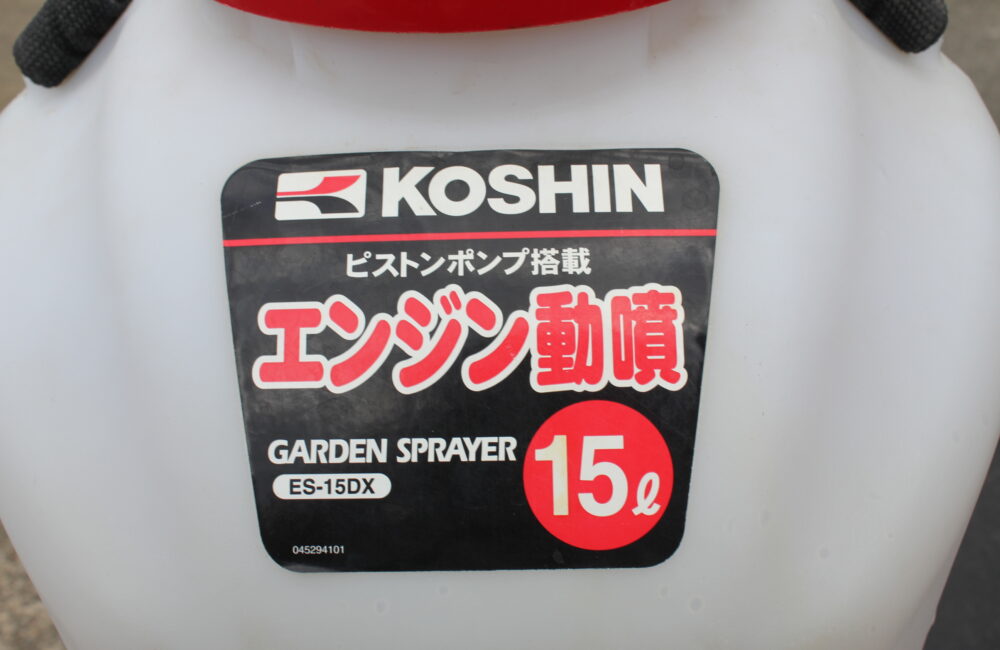 KOSHIN
ピストンポンプ搭載
エンジン動噴
GARDEN SPRAYER
15ℓ
ES-15DX
045294101